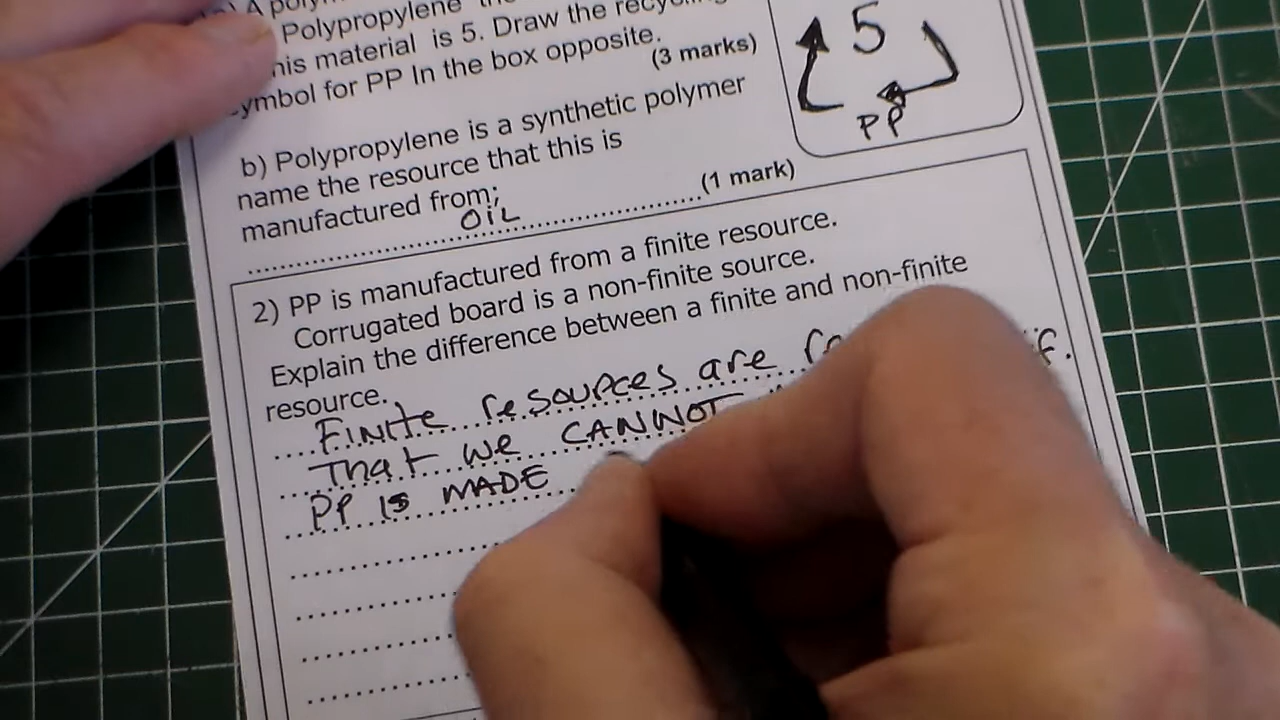 Polypropylene
his material is 5. Draw the
symbol for PP In the box opposite.
(3 marks)
5
PP
b) Polypropylene is a synthetic polymer
name the resource that this is
manufactured from;
OIL
(1 mark)
2) PP is manufactured from a finite resource.
Corrugated board is a non-finite source.
Explain the difference between a finite and non-finite
resource.
FINIte resources are
That we CANNOT
PP IS MADE